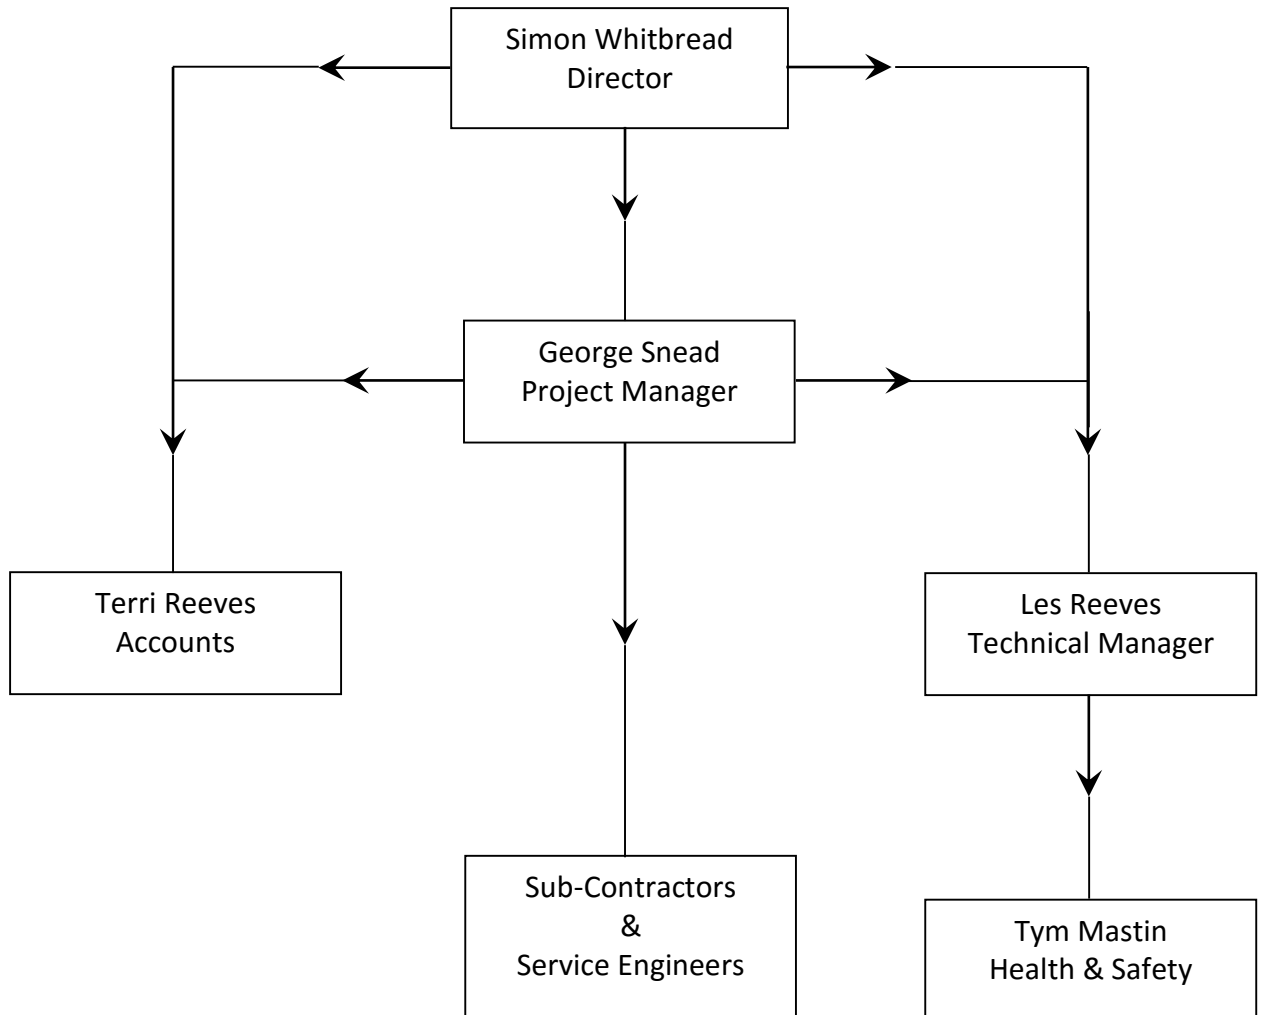 Simon Whitbread
Director
George Snead
Project Manager
Terri Reeves
Accounts
Les Reeves
Technical Manager
Sub-Contractors
&
Service Engineers
Tym Mastin
Health & Safety